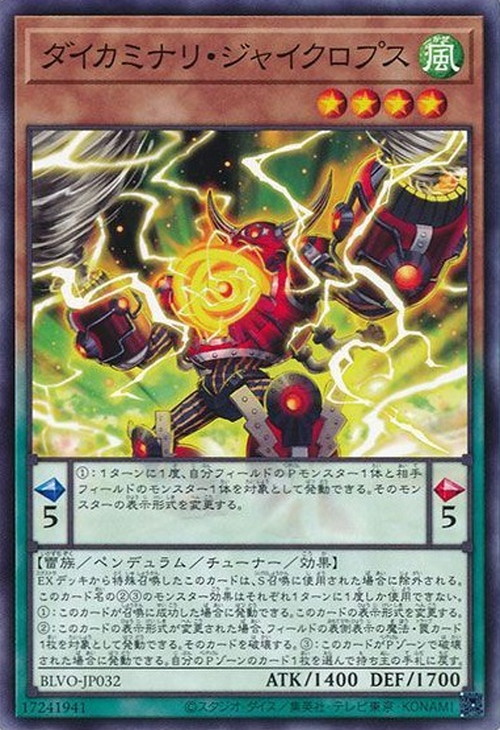 ダイカミナリ・ジャイクロプス
風
①:1ターンに1度、自分フィールドのPモンスター1体と相手
フィールドのモンスター1体を対象として発動できる。そのモン
スターの表示形式を変更する。
5
5
【雷族/ペンデュラム/チューナー/効果】
EXデッキから特殊召喚したこのカードは、S召喚に使用された場合に除外される。
このカード名の②③のモンスター効果はそれぞれ1ターンに1度しか使用できない。
①:このカードが召喚に成功した場合に発動できる。このカードの表示形式を変更する。
②:このカードの表示形式が変更された場合、フィールドの表側表示の魔法・罠カード
1枚を対象として発動できる。そのカードを破壊する。③:このカードがPゾーンで破壊
された場合に発動できる。自分のPゾーンのカード1枚を選んで持ち主の手札に戻す。
BLVO-JP032
ATK/1400 DEF/1700
17241941
©スタジオ・ダイス/集英社・テレビ東京・KONAMI